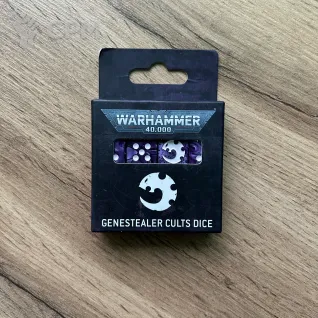 WARHAMMER
40,000
GENESTEALER CULTS DICE